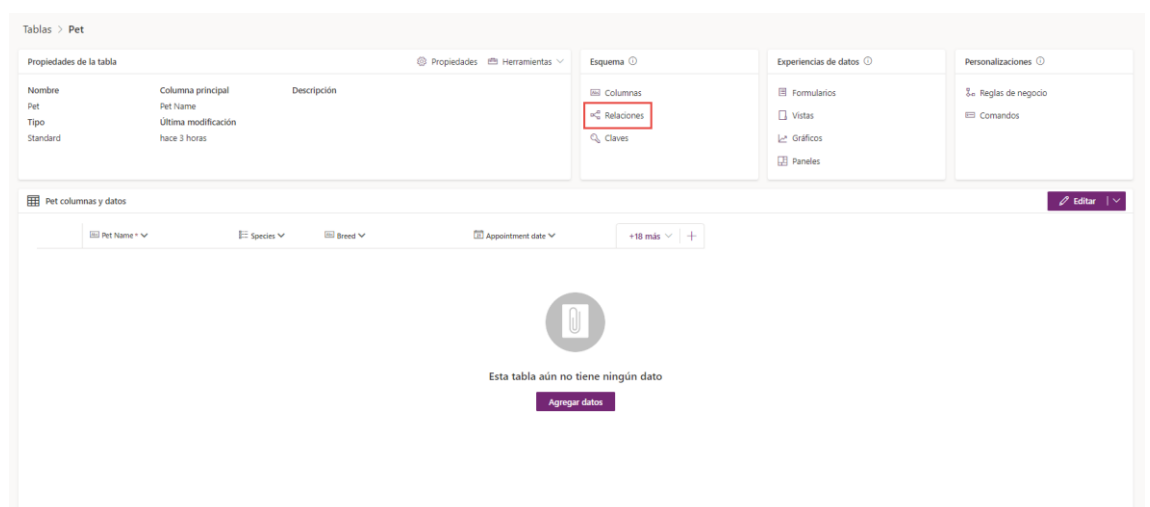 Tablas > Pet
Propiedades de la tabla
Propiedades
Herramientas
Nombre
Pet
Tipo
Standard
Columna principal
Pet Name
Última modificación
hace 3 horas
Descripción
Esquema
Columnas
Relaciones
Claves
Experiencias de datos
Formularios
Vistas
Gráficos
Paneles
Personalizaciones
Reglas de negocio
Comandos
Pet columnas y datos
Editar
Pet Name *
Species
Breed
Appointment date
+18 más
Esta tabla aún no tiene ningún dato
Agregar datos